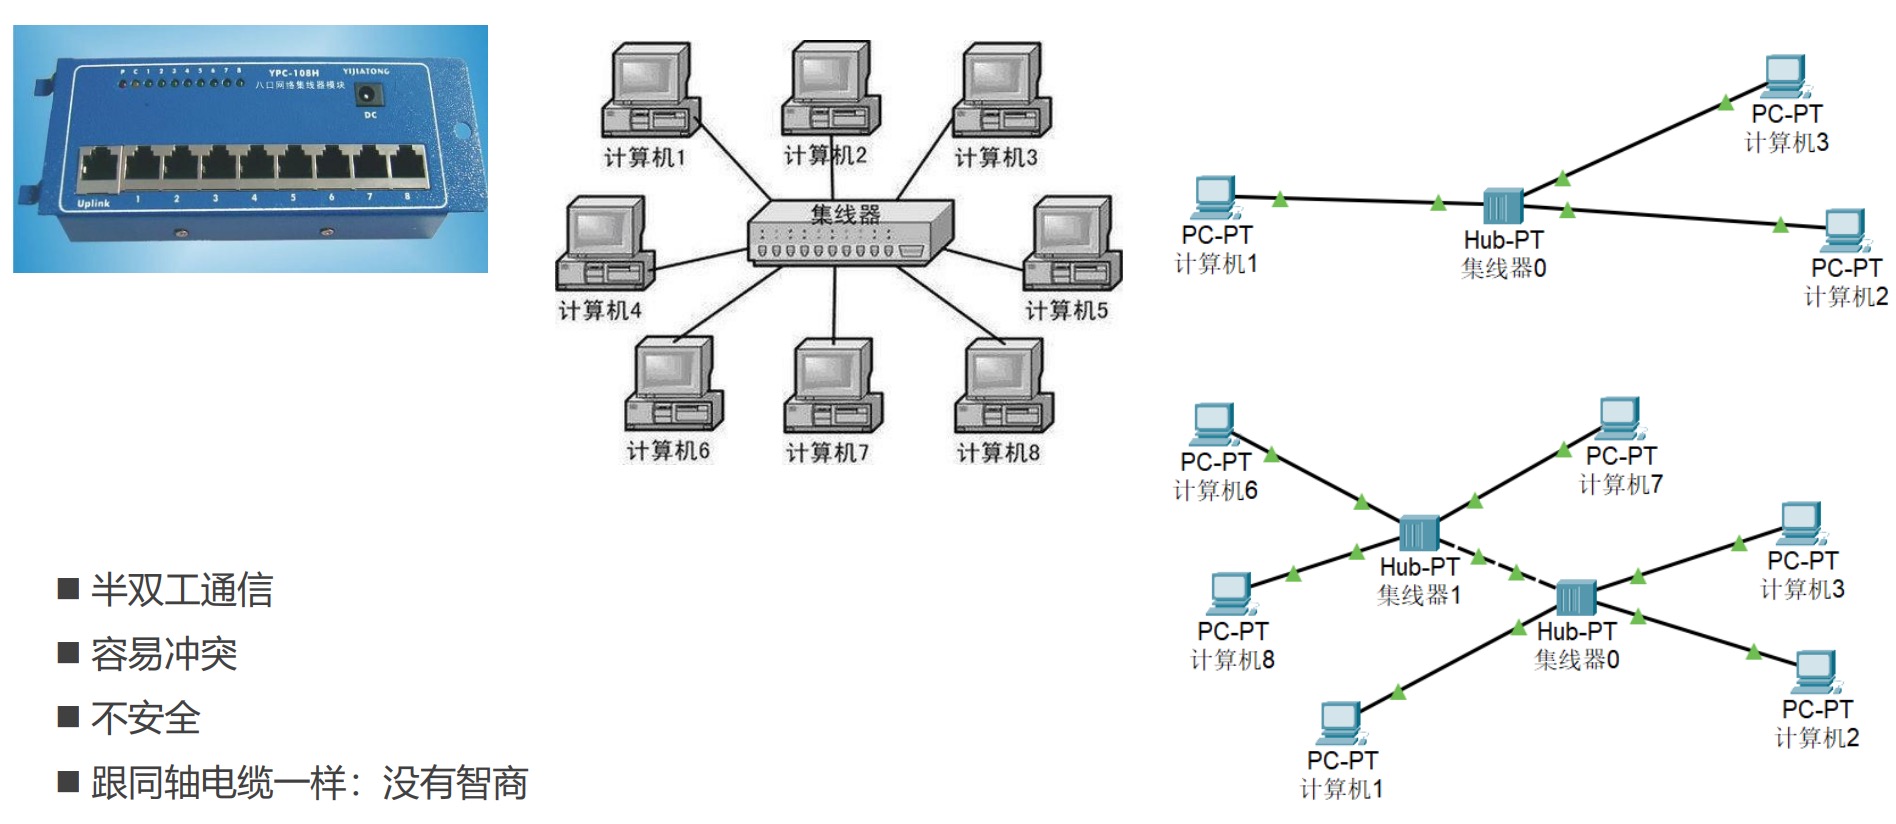 P C 1 2 3 4 5 6 7 8
YPC-108H YIJIATONG
八口网络集线器模块
DC
Uplink 1 2 3 4 5 6 7 8
计算机1
计算机2
计算机3
集线器
计算机4
计算机5
计算机6
计算机7
计算机8
PC-PT
计算机3
PC-PT
计算机1
Hub-PT
集线器0
PC-PT
计算机2
PC-PT
计算机6
PC-PT
计算机7
Hub-PT
集线器1
PC-PT
计算机3
PC-PT
计算机8
Hub-PT
集线器0
PC-PT
计算机2
PC-PT
计算机1
■ 半双工通信
■ 容易冲突
■ 不安全
■ 跟同轴电缆一样：没有智商